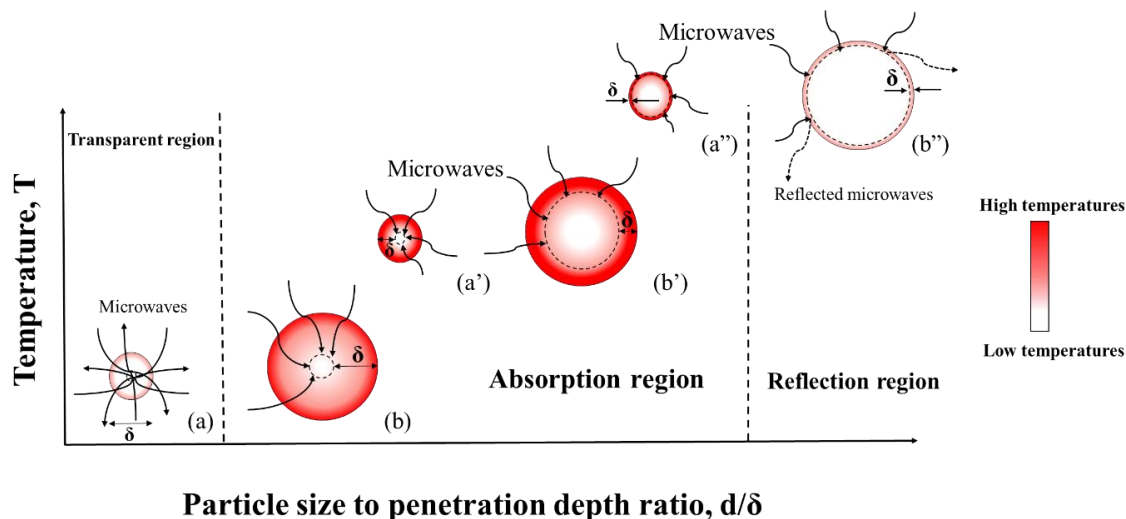 Microwaves
δ
δ
Transparent region
(a'')
(b'')
Microwaves
Reflected microwaves
Temperature, T
High temperatures
δ
δ
(a')
(b')
Microwaves
δ
Low temperatures
Absorption region
Reflection region
(a)
(b)
δ
Particle size to penetration depth ratio, d/δ